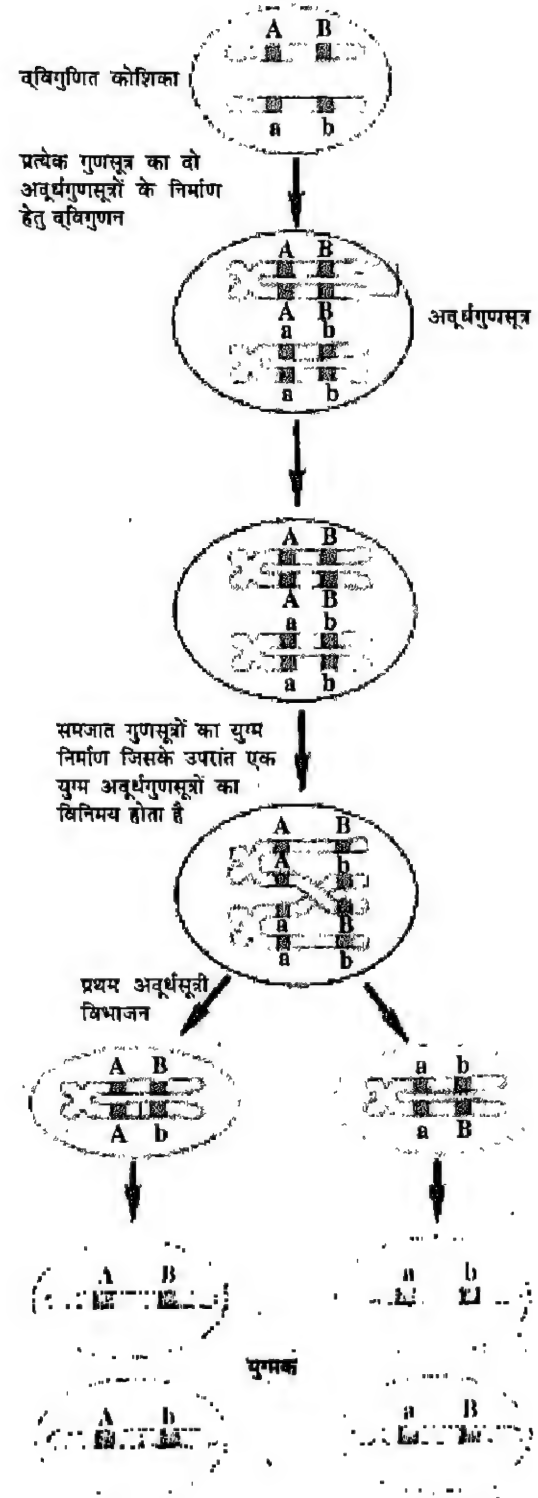 A B
द्विगुणित कोशिका
a b
प्रत्येक गुणसूत्र का दो
अर्द्धगुणसूत्रों के निर्माण
हेतु द्विगुणन
A B
A B
अर्द्धगुणसूत्र
a b
a b
A B
A B
a b
a b
समजात गुणसूत्रों का युग्म
निर्माण जिसके उपरांत एक
युग्म अर्द्धगुणसूत्रों का
विनिमय होता है
A B
A b
a B
a b
प्रथम अर्द्धसूत्री
विभाजन
A B
A b
a b
a B
A B
a b
युग्मक
A b
a B